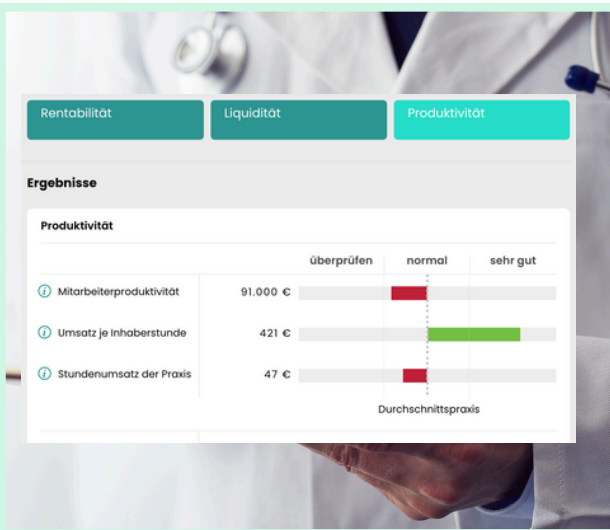 Rentabilität
Liquidität
Produktivität
Ergebnisse
Produktivität
überprüfen normal sehr gut
i Mitarbeiterproduktivität 91.000 €
i Umsatz je Inhaberstunde 421 €
i Stundenumsatz der Praxis 47 €
Durchschnittspraxis